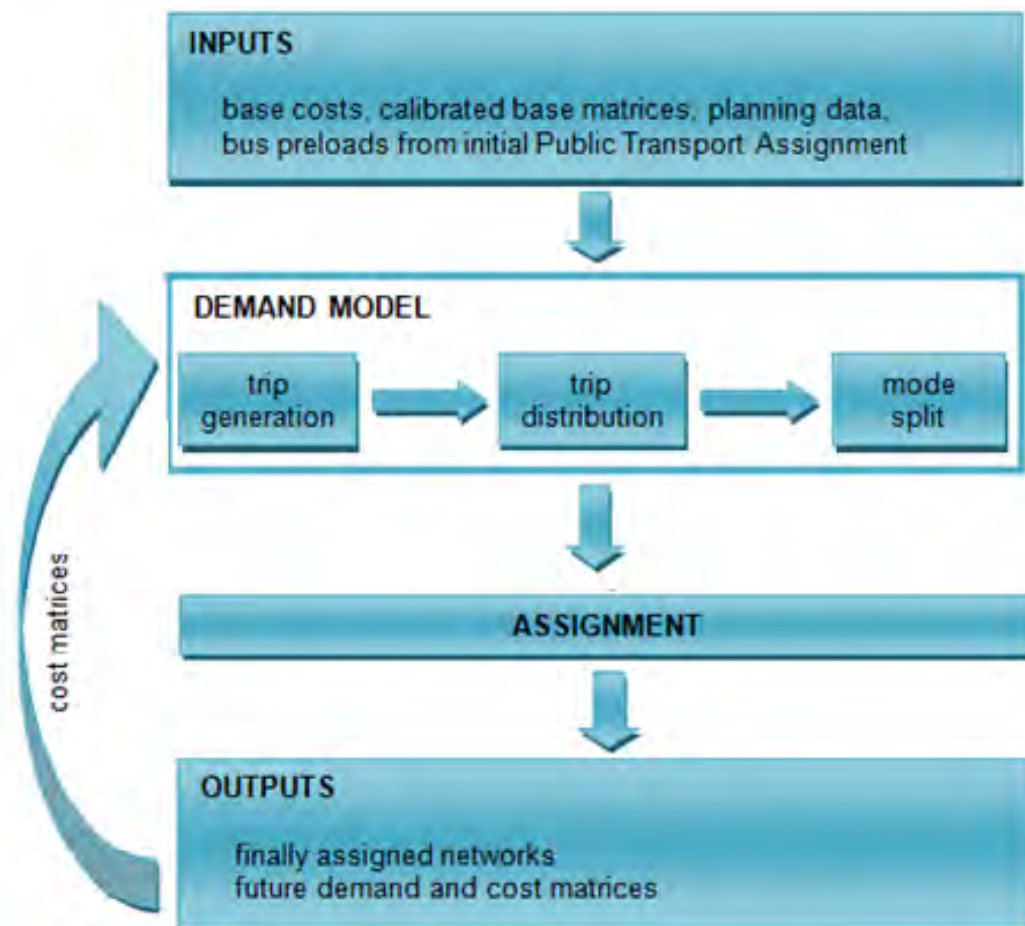 INPUTS
base costs, calibrated base matrices, planning data,
bus preloads from initial Public Transport Assignment
DEMAND MODEL
trip
generation
trip
distribution
mode
split
cost matrices
ASSIGNMENT
OUTPUTS
finally assigned networks
future demand and cost matrices